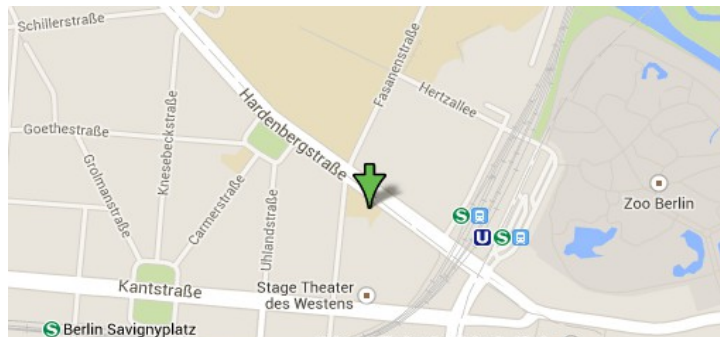 Schillerstraße
Fasanenstraße
Hertzallee
Hardenbergstraße
Goethestraße
Knesebeckstraße
Grolmanstraße
Carmerstraße
Uhlandstraße
Zoo Berlin
S
U S
Kantstraße
Stage Theater
des Westens
S Berlin Savignyplatz